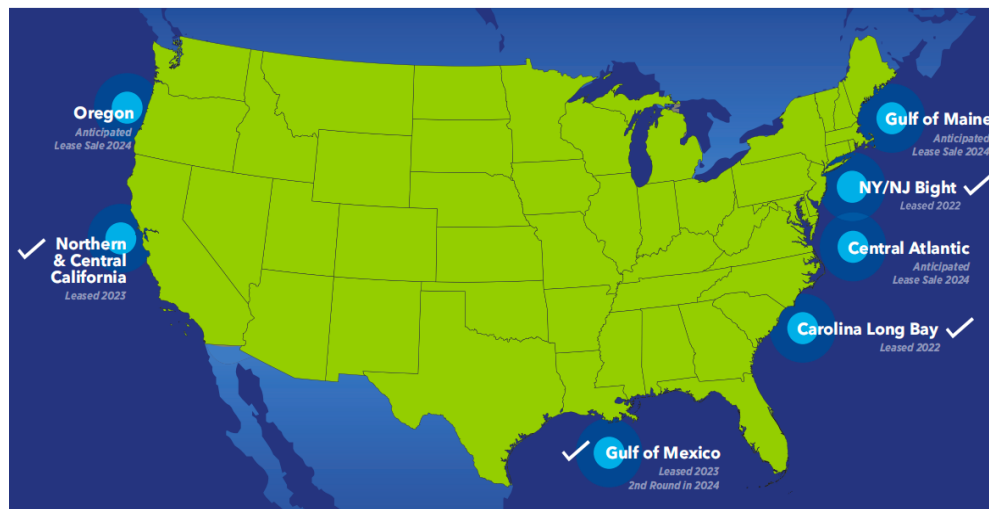 Oregon
Anticipated
Lease Sale 2024
Northern
& Central
California
Leased 2023
Gulf of Maine
Anticipated
Lease Sale 2024
NY/NJ Bight
Leased 2022
Central Atlantic
Anticipated
Lease Sale 2024
Carolina Long Bay
Leased 2022
Gulf of Mexico
Leased 2023
2nd Round in 2024